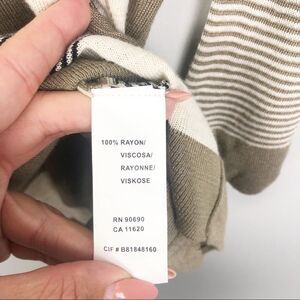 100% RAYON/
VISCOSA/
RAYONNE/
VISKOSE
RN 90690
CA 11620
CIF # B81848160